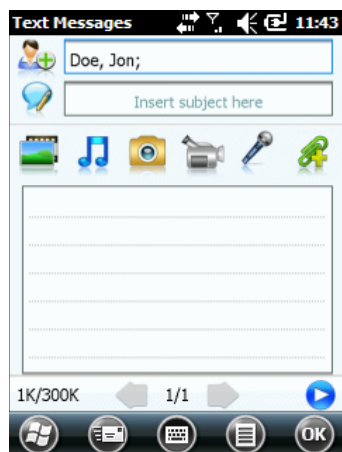 Text Messages 11:43
Doe, Jon;
Insert subject here
1K/300K 1/1
OK